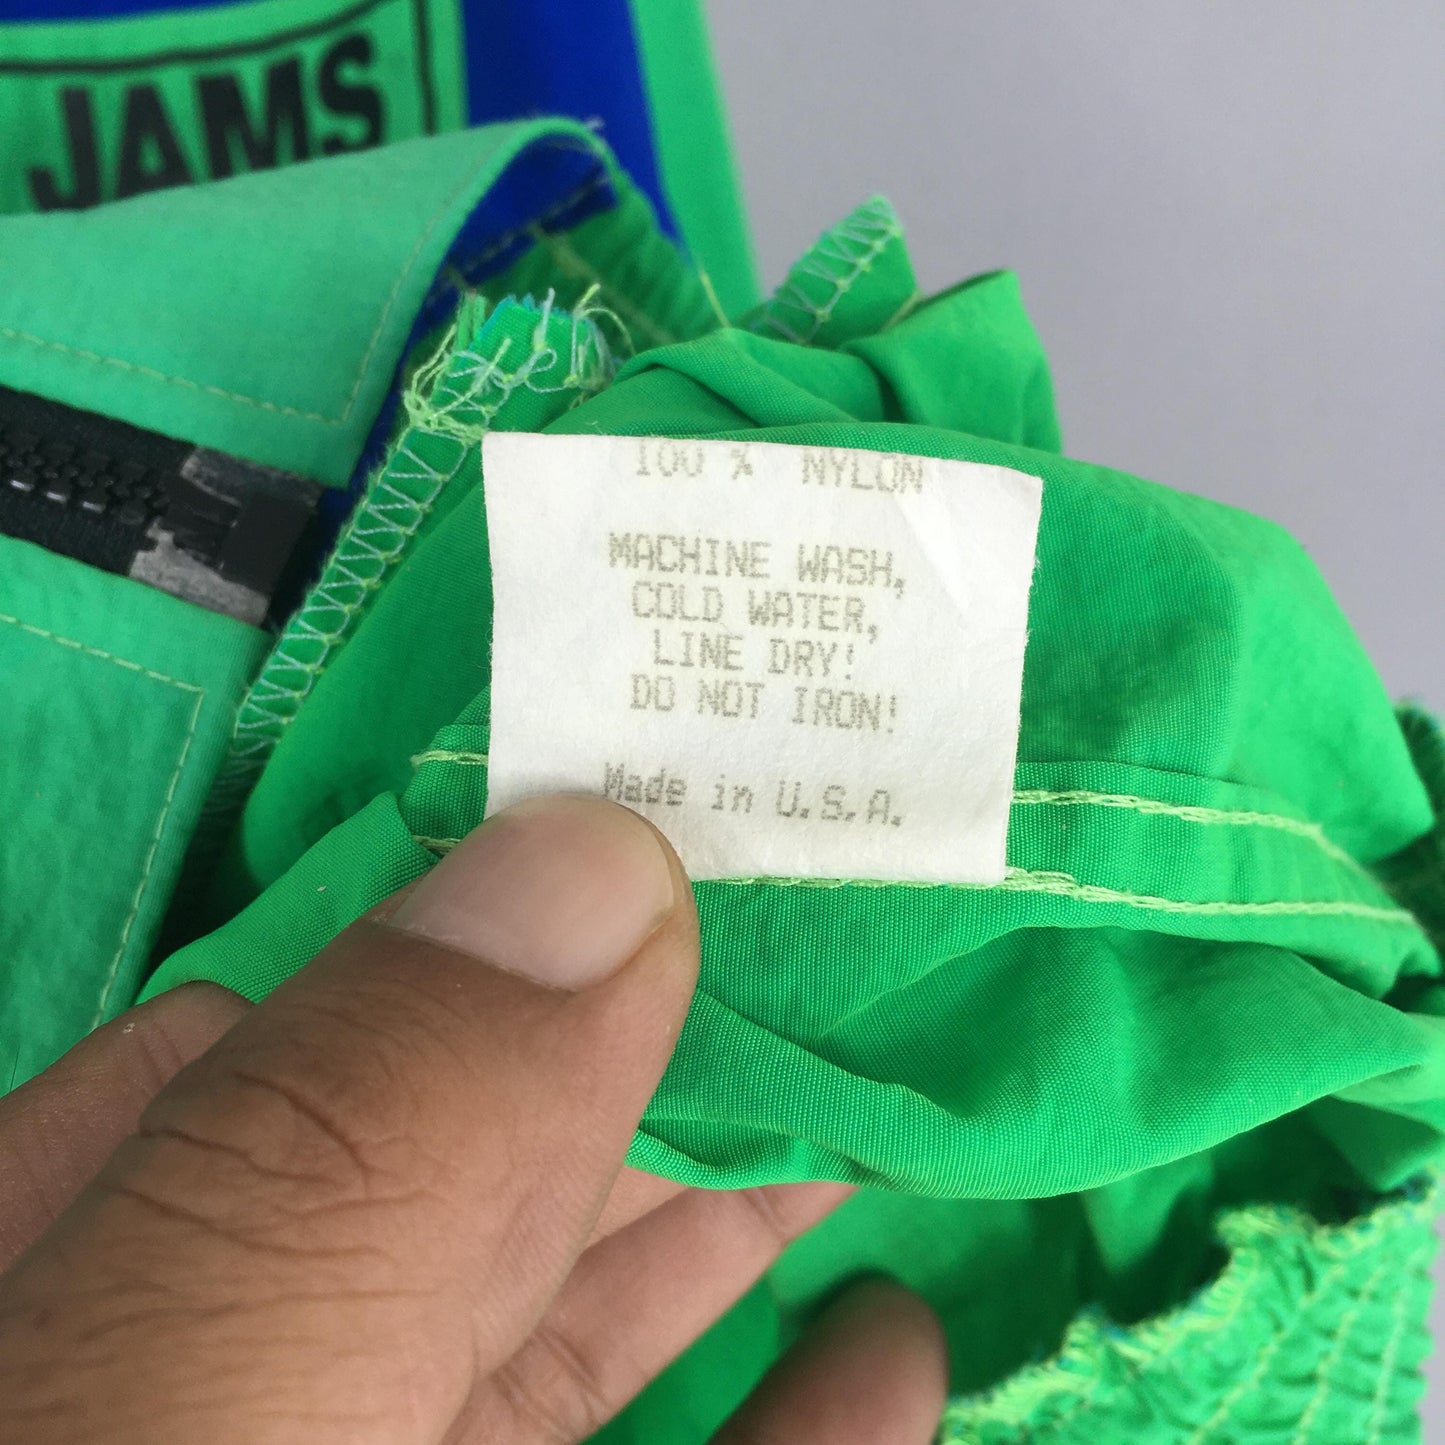 JAMS
100 % NYLON
MACHINE WASH,
COLD WATER,
LINE DRY!
DO NOT IRON!
Made in U.S.A.